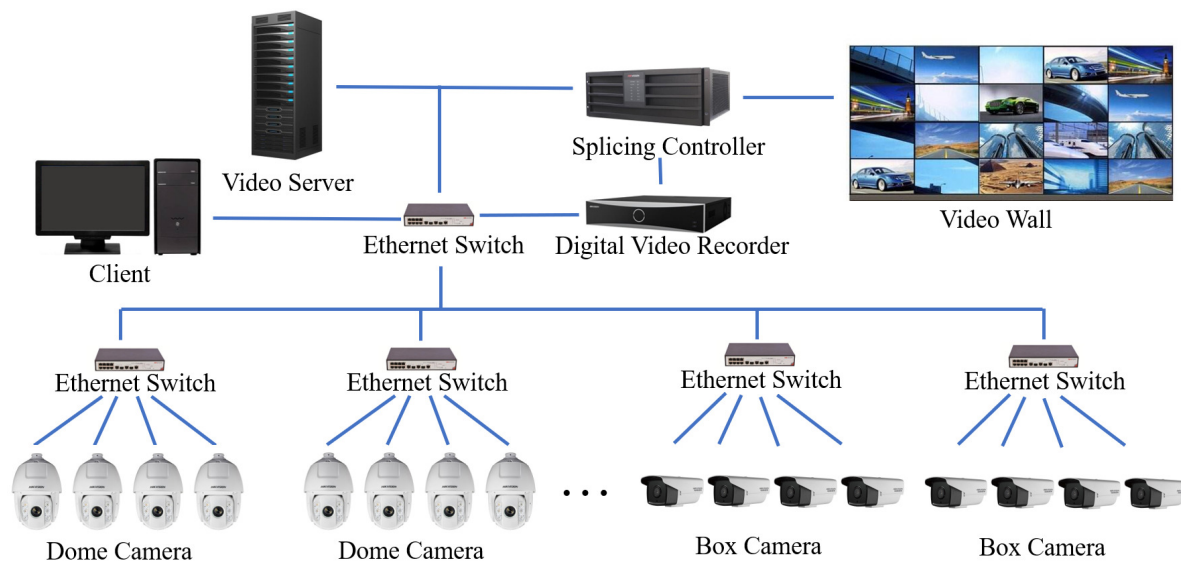 Video Server
Splicing Controller
Video Wall
Client
Ethernet Switch
Digital Video Recorder
Ethernet Switch
Ethernet Switch
Ethernet Switch
Ethernet Switch
...
Dome Camera
Dome Camera
Box Camera
Box Camera